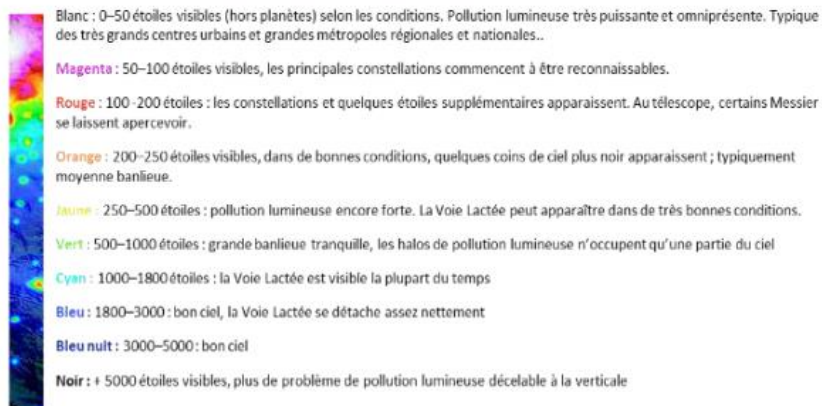 Blanc : 0–50 étoiles visibles (hors planètes) selon les conditions. Pollution lumineuse très puissante et omniprésente. Typique
des très grands centres urbains et grandes métropoles régionales et nationales..
Magenta : 50–100 étoiles visibles, les principales constellations commencent à être reconnaissables.
Rouge : 100 -200 étoiles : les constellations et quelques étoiles supplémentaires apparaissent. Au télescope, certains Messier
se laissent apercevoir.
Orange : 200–250 étoiles visibles, dans de bonnes conditions, quelques coins de ciel plus noir apparaissent ; typiquement
moyenne banlieue.
Jaune : 250–500 étoiles : pollution lumineuse encore forte. La Voie Lactée peut apparaître dans de très bonnes conditions.
Vert : 500–1000 étoiles : grande banlieue tranquille, les halos de pollution lumineuse n'occupent qu'une partie du ciel
Cyan : 1000–1800 étoiles : la Voie Lactée est visible la plupart du temps
Bleu : 1800–3000 : bon ciel, la Voie Lactée se détache assez nettement
Bleu nuit : 3000–5000 : bon ciel
Noir : + 5000 étoiles visibles, plus de problème de pollution lumineuse décelable à la verticale